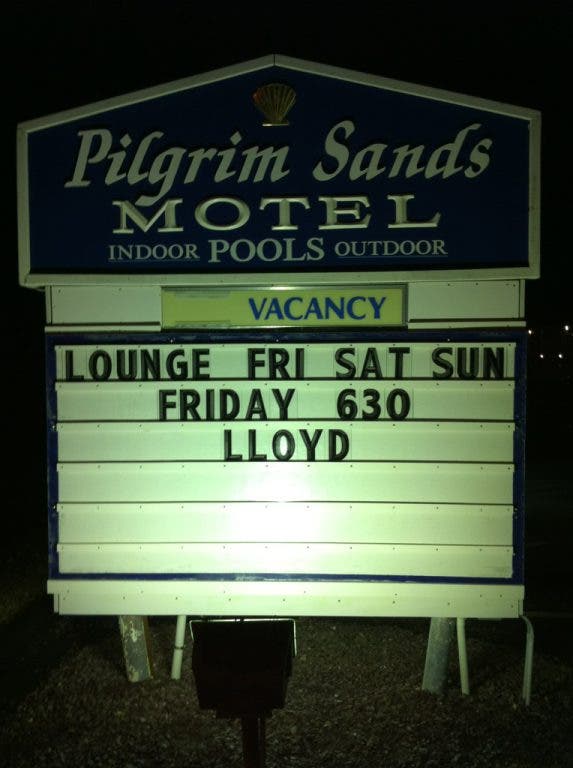 Pilgrim Sands
MOTEL
INDOOR POOLS OUTDOOR
VACANCY
LOUNGE FRI SAT SUN
FRIDAY 630
LLOYD